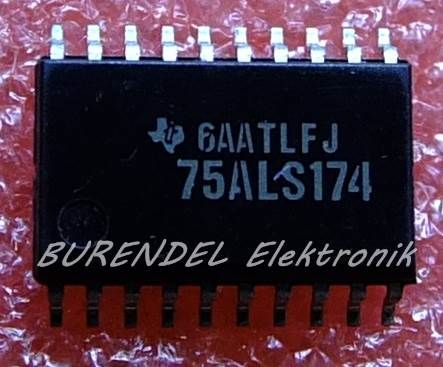 6AATLFJ
75ALS174
BURENDEL Elektronik